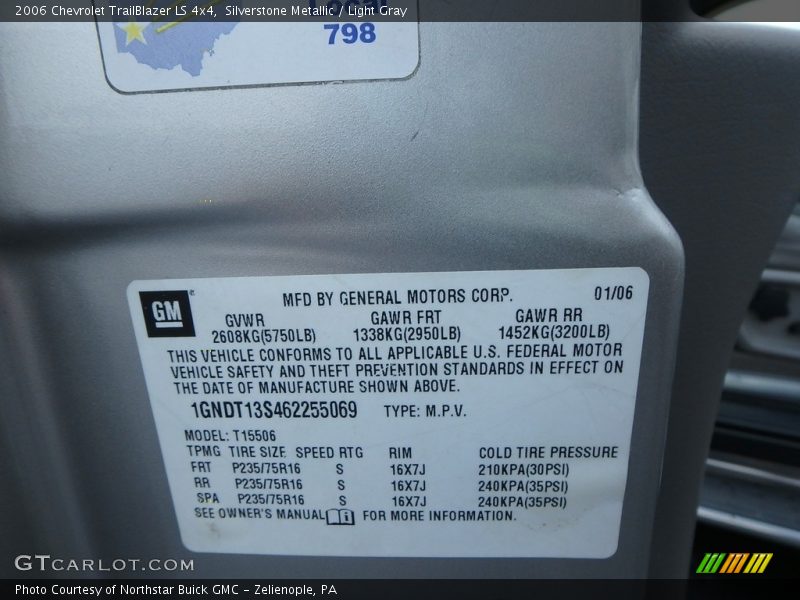 2006 Chevrolet TrailBlazer LS 4x4, Silverstone Metallic / Light Gray
Local
798
GM
MFD BY GENERAL MOTORS CORP. 01/06
GVWR GAWR FRT GAWR RR
2608KG(5750LB) 1338KG(2950LB) 1452KG(3200LB)
THIS VEHICLE CONFORMS TO ALL APPLICABLE U.S. FEDERAL MOTOR
VEHICLE SAFETY AND THEFT PREVENTION STANDARDS IN EFFECT ON
THE DATE OF MANUFACTURE SHOWN ABOVE.
1GNDT13S462255069 TYPE: M.P.V.
MODEL: T15506
TPMG TIRE SIZE SPEED RTG RIM COLD TIRE PRESSURE
FRT P235/75R16 S 16X7J 210KPA(30PSI)
RR P235/75R16 S 16X7J 240KPA(35PSI)
SPA P235/75R16 S 16X7J 240KPA(35PSI)
SEE OWNER'S MANUAL FOR MORE INFORMATION.
GTCARLOT.COM
Photo Courtesy of Northstar Buick GMC - Zelienople, PA